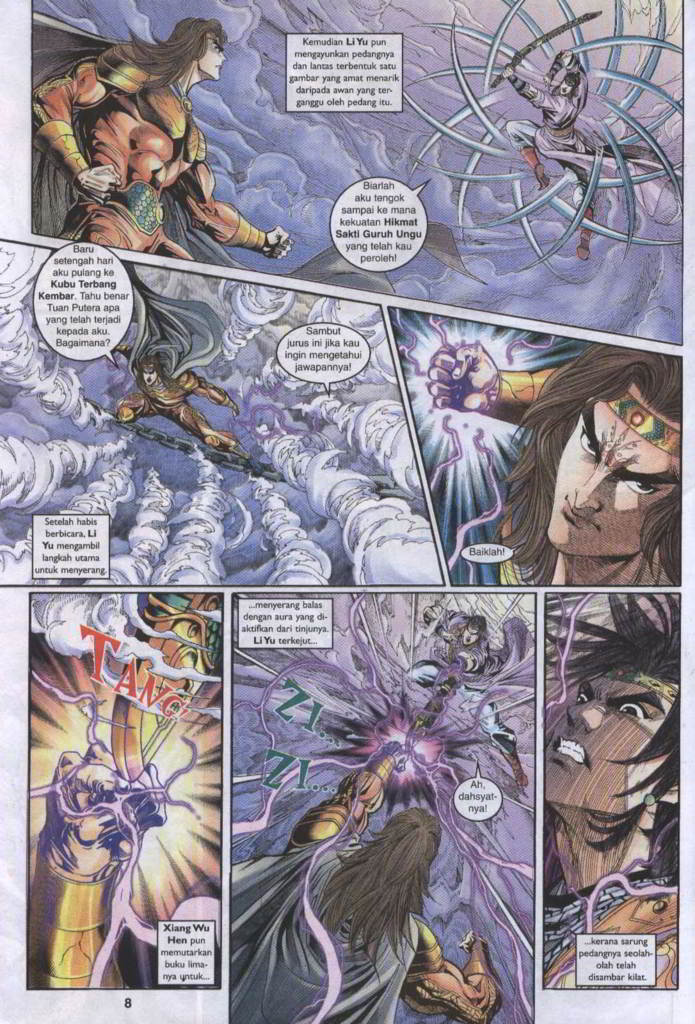 Kemudian Li Yu pun
mengayunkan pedangnya
dan lantas terbentuk satu
gambar yang amat menarik
daripada awan yang ter-
ganggu oleh pedang itu.
Biarlah
aku tengok
sampai ke mana
kekuatan Hikmat
Sakti Guruh Ungu
yang telah kau
peroleh!
Baru
setengah hari
aku pulang ke
Kubu Terbang
Kembar. Tahu benar
Tuan Putera apa
yang telah terjadi
kepada aku.
Bagaimana?
Sambut
jurus ini jika kau
ingin mengetahui
jawapannya!
Setelah habis
berbicara, Li
Yu mengambil
langkah utama
untuk menyerang.
Baiklah!
TANG
Xiang Wu
Hen pun
memutarkan
buku lima-
nya untuk...
...menyerang balas
dengan aura yang di-
aktifkan dari tinjunya.
Li Yu terkejut...
ZI...
ZI...
Ah,
dahsyat-
nya!
...kerana sarung
pedangnya seolah-
olah telah
disambar kilat.
8